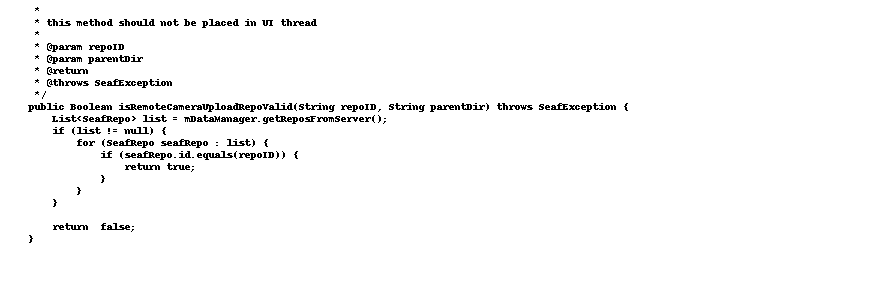 *
* this method should not be placed in UI thread
*
* @param repoID
* @param parentDir
* @return
* @throws SeafException
*/
public Boolean isRemoteCameraUploadRepoValid(String repoID, String parentDir) throws SeafException {
List<SeafRepo> list = mDataManager.getReposFromServer();
if (list != null) {
for (SeafRepo seafRepo : list) {
if (seafRepo.id.equals(repoID)) {
return true;
}
}
}
return  false;
}